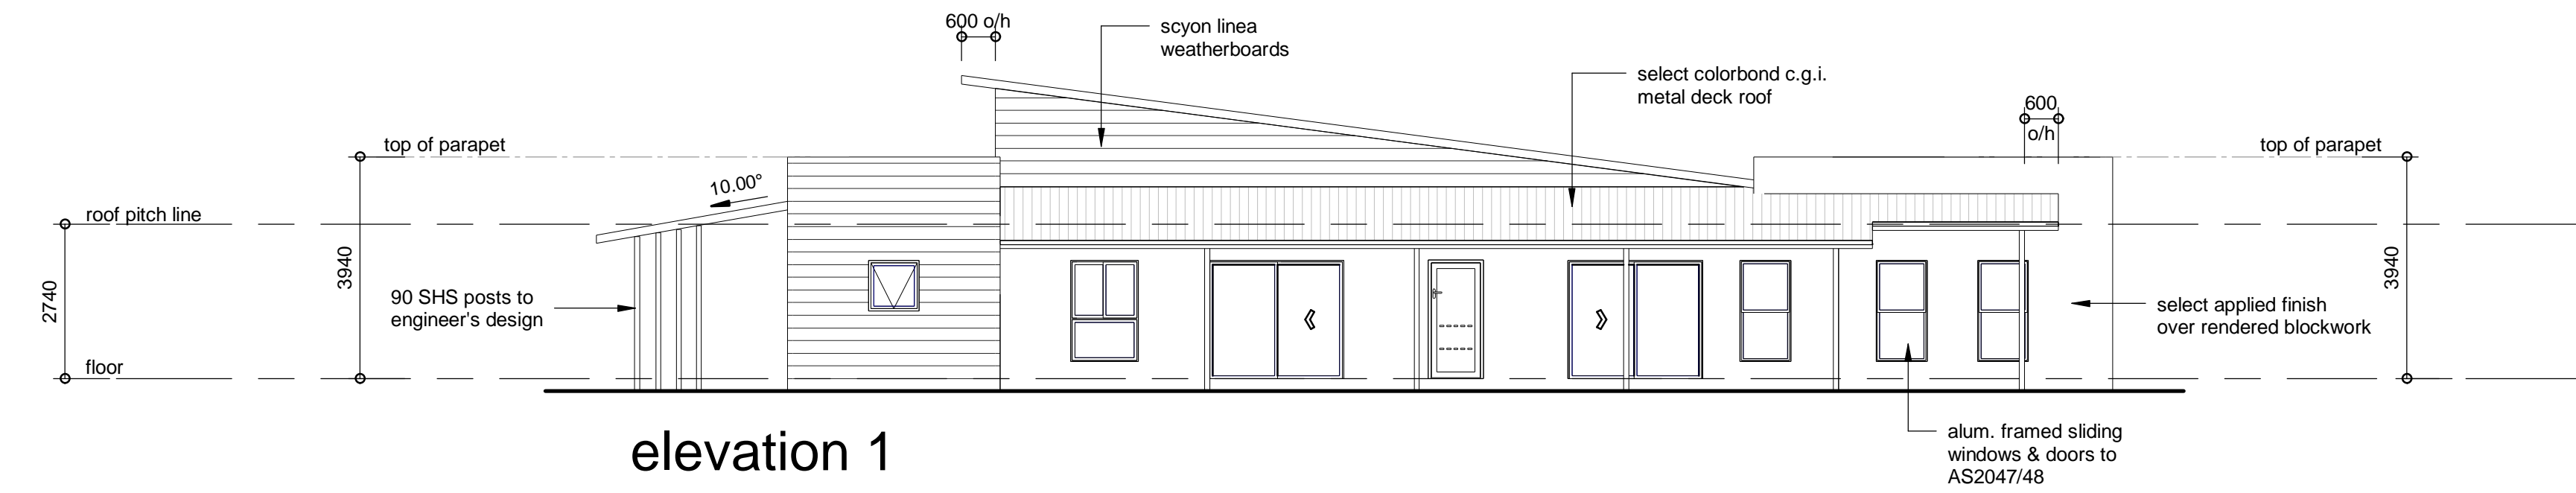 600 o/h
scyon linea
weatherboards
select colorbond c.g.i.
metal deck roof
600
o/h
top of parapet
top of parapet
10.00°
roof pitch line
3940
2740
3940
90 SHS posts to
engineer's design
select applied finish
over rendered blockwork
floor
alum. framed sliding
windows & doors to
AS2047/48
elevation 1